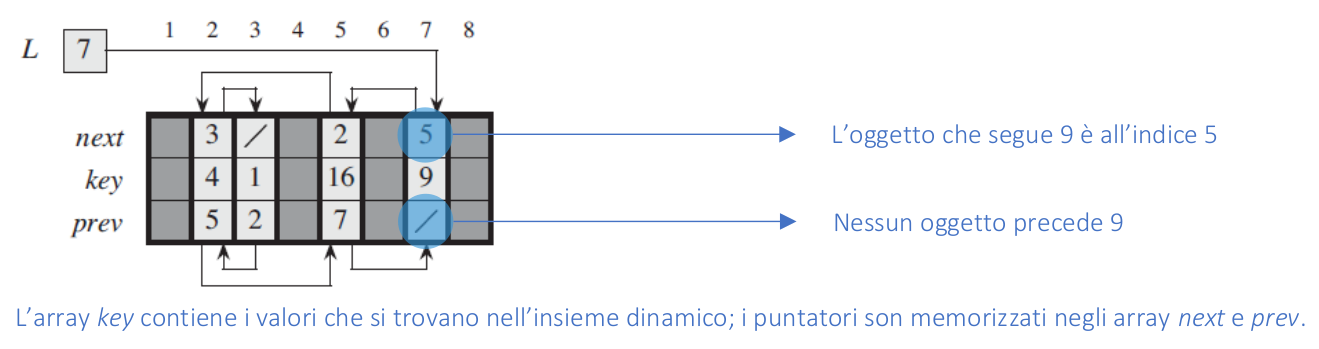 1 2 3 4 5 6 7 8
L 7
next 3 / 2 5
L’oggetto che segue 9 è all’indice 5
key 4 1 16 9
prev 5 2 7 /
Nessun oggetto precede 9
L’array key contiene i valori che si trovano nell’insieme dinamico; i puntatori son memorizzati negli array next e prev.